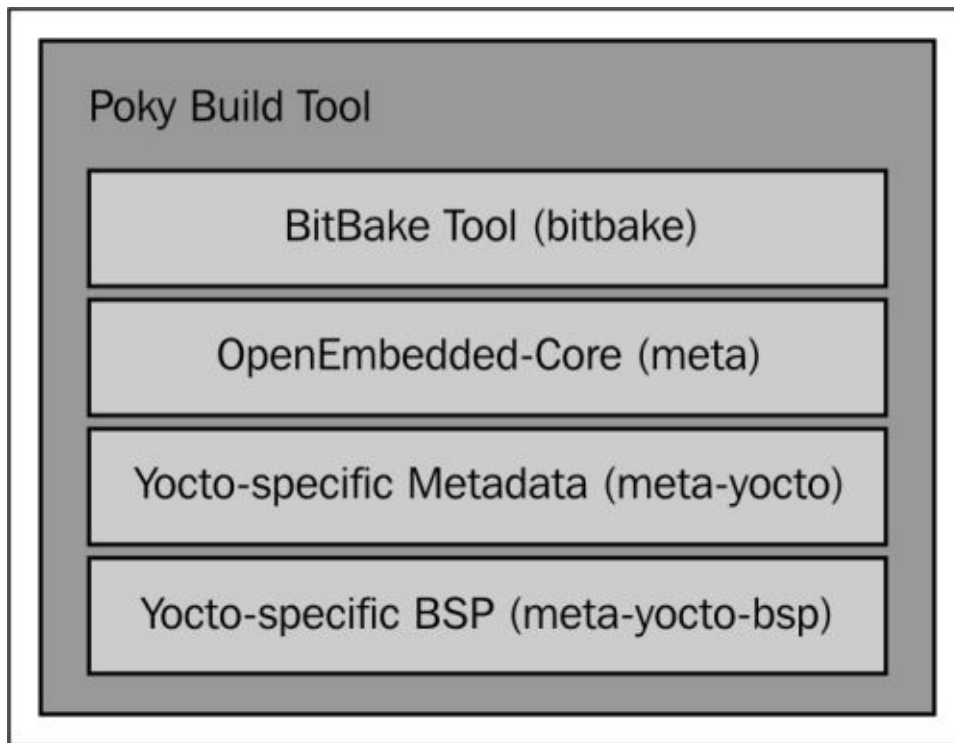 Poky Build Tool
BitBake Tool (bitbake)
OpenEmbedded-Core (meta)
Yocto-specific Metadata (meta-yocto)
Yocto-specific BSP (meta-yocto-bsp)